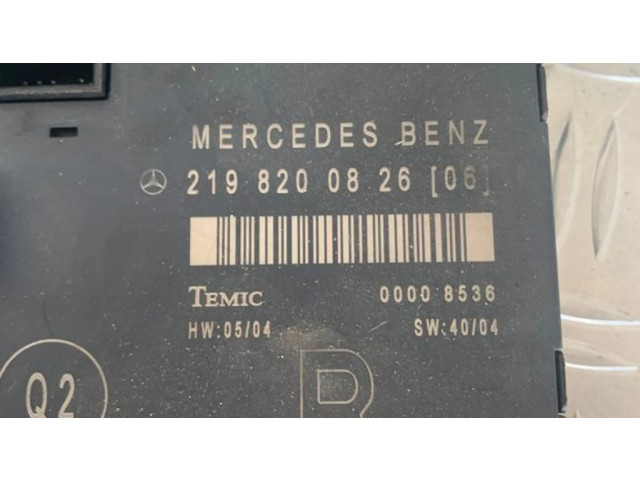 MERCEDES BENZ
219 820 08 26 [06]
TEMIC 0000 8536
HW:05/04 SW:40/04
Q2
R